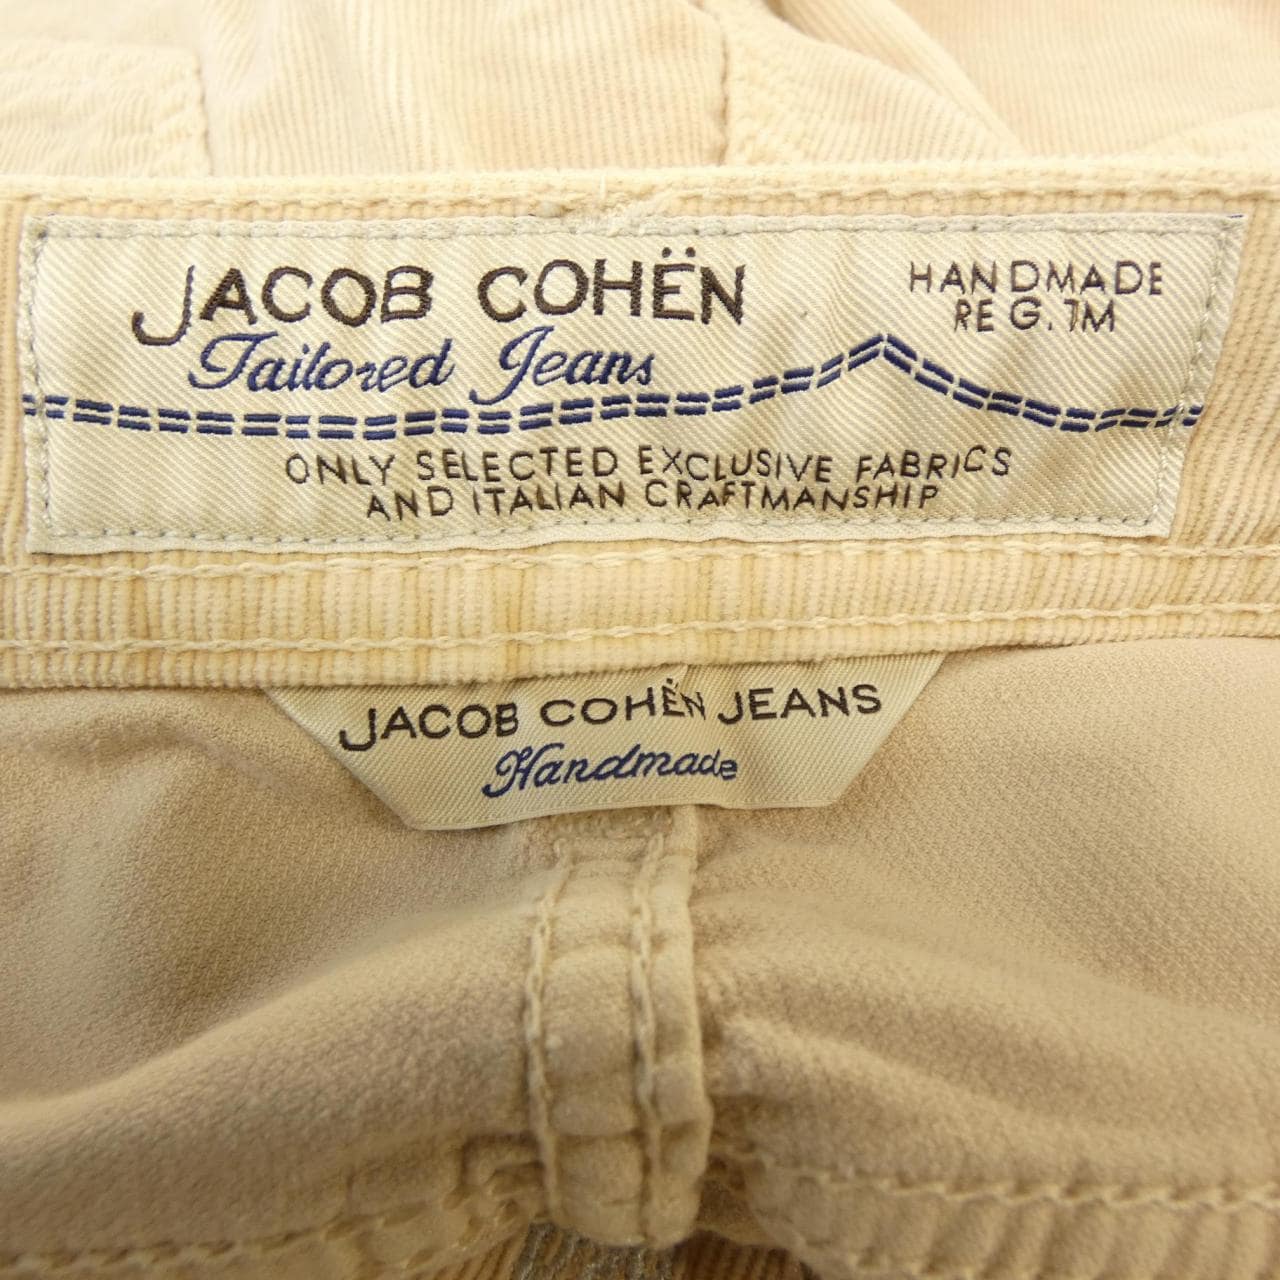 JACOB COHËN
Tailored Jeans
HANDMADE
REG. TM
ONLY SELECTED EXCLUSIVE FABRICS
AND ITALIAN CRAFTMANSHIP
JACOB COHËN JEANS
Handmade